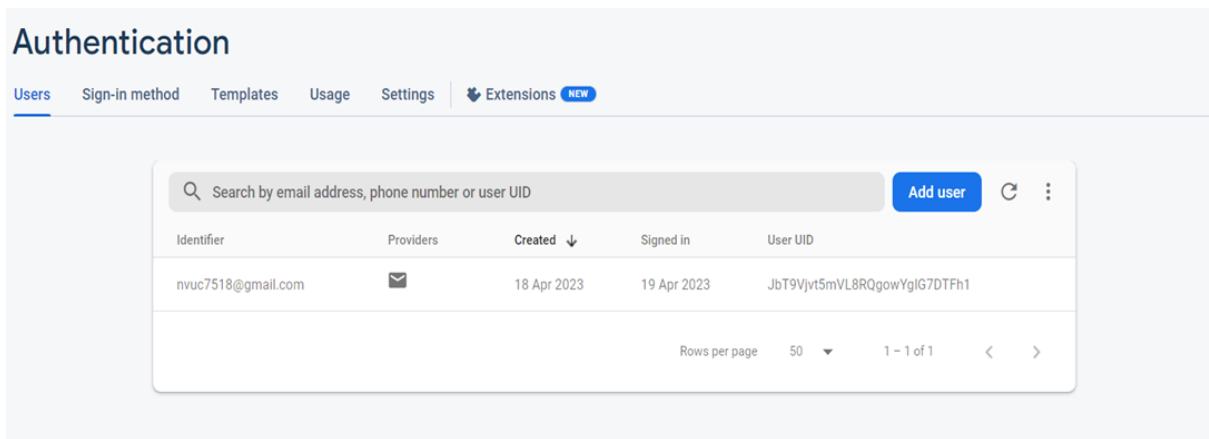 Authentication
Users Sign-in method Templates Usage Settings Extensions NEW
Search by email address, phone number or user UID Add user
Identifier Providers Created Signed in User UID
nvuc7518@gmail.com 18 Apr 2023 19 Apr 2023 JbT9Vjvt5mVL8RQgowYgIG7DTFh1
Rows per page 50 1 – 1 of 1